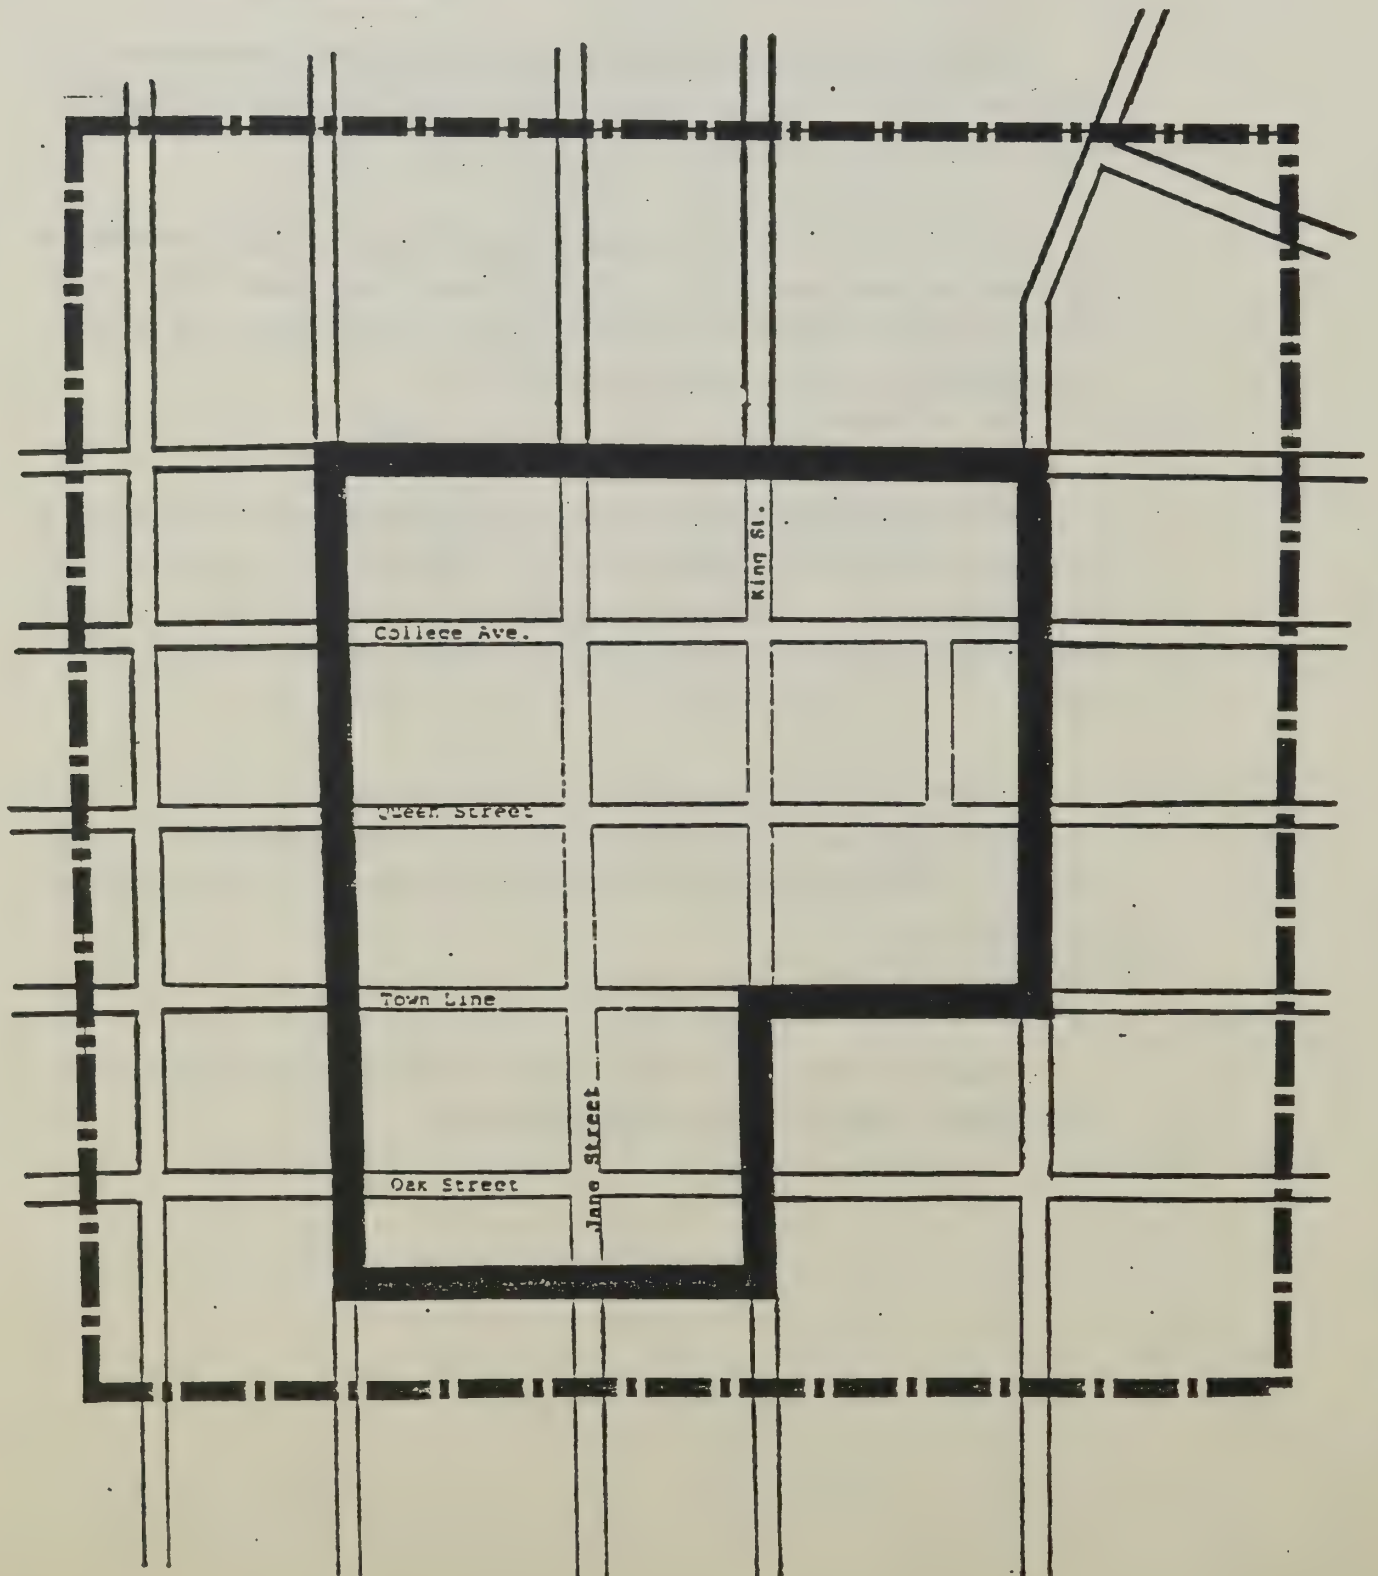 King St.
College Ave.
Queen Street
Town Line
Jane Street
Oak Street